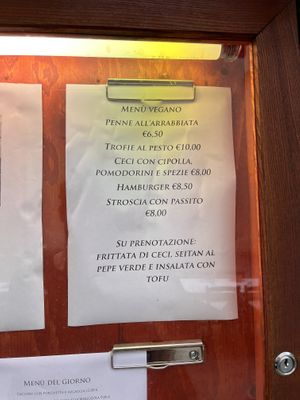 Menù vegano
Penne all'arrabbiata
€6,50
Trofie al pesto €10,00
Ceci con cipolla,
pomodorini e spezie €8,00
Hamburger €8,50
Stroscia con passito
€8,00
Su prenotazione:
frittata di ceci, seitan al
pepe verde e insalata con
tofu
Menù del giorno